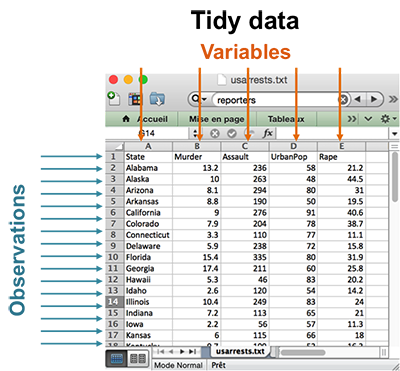 Tidy data
Variables
usarrests.txt
reporters
Accueil Mise en page Tableaux
G14 fx
A B C D E
1 State Murder Assault UrbanPop Rape
2 Alabama 13.2 236 58 21.2
3 Alaska 10 263 48 44.5
4 Arizona 8.1 294 80 31
5 Arkansas 8.8 190 50 19.5
6 California 9 276 91 40.6
7 Colorado 7.9 204 78 38.7
8 Connecticut 3.3 110 77 11.1
9 Delaware 5.9 238 72 15.8
10 Florida 15.4 335 80 31.9
11 Georgia 17.4 211 60 25.8
12 Hawaii 5.3 46 83 20.2
13 Idaho 2.6 120 54 14.2
14 Illinois 10.4 249 83 24
15 Indiana 7.2 113 65 21
16 Iowa 2.2 56 57 11.3
17 Kansas 6 115 66 18
18 Kentucky
usarrests.txt
Mode Normal Prêt
Observations